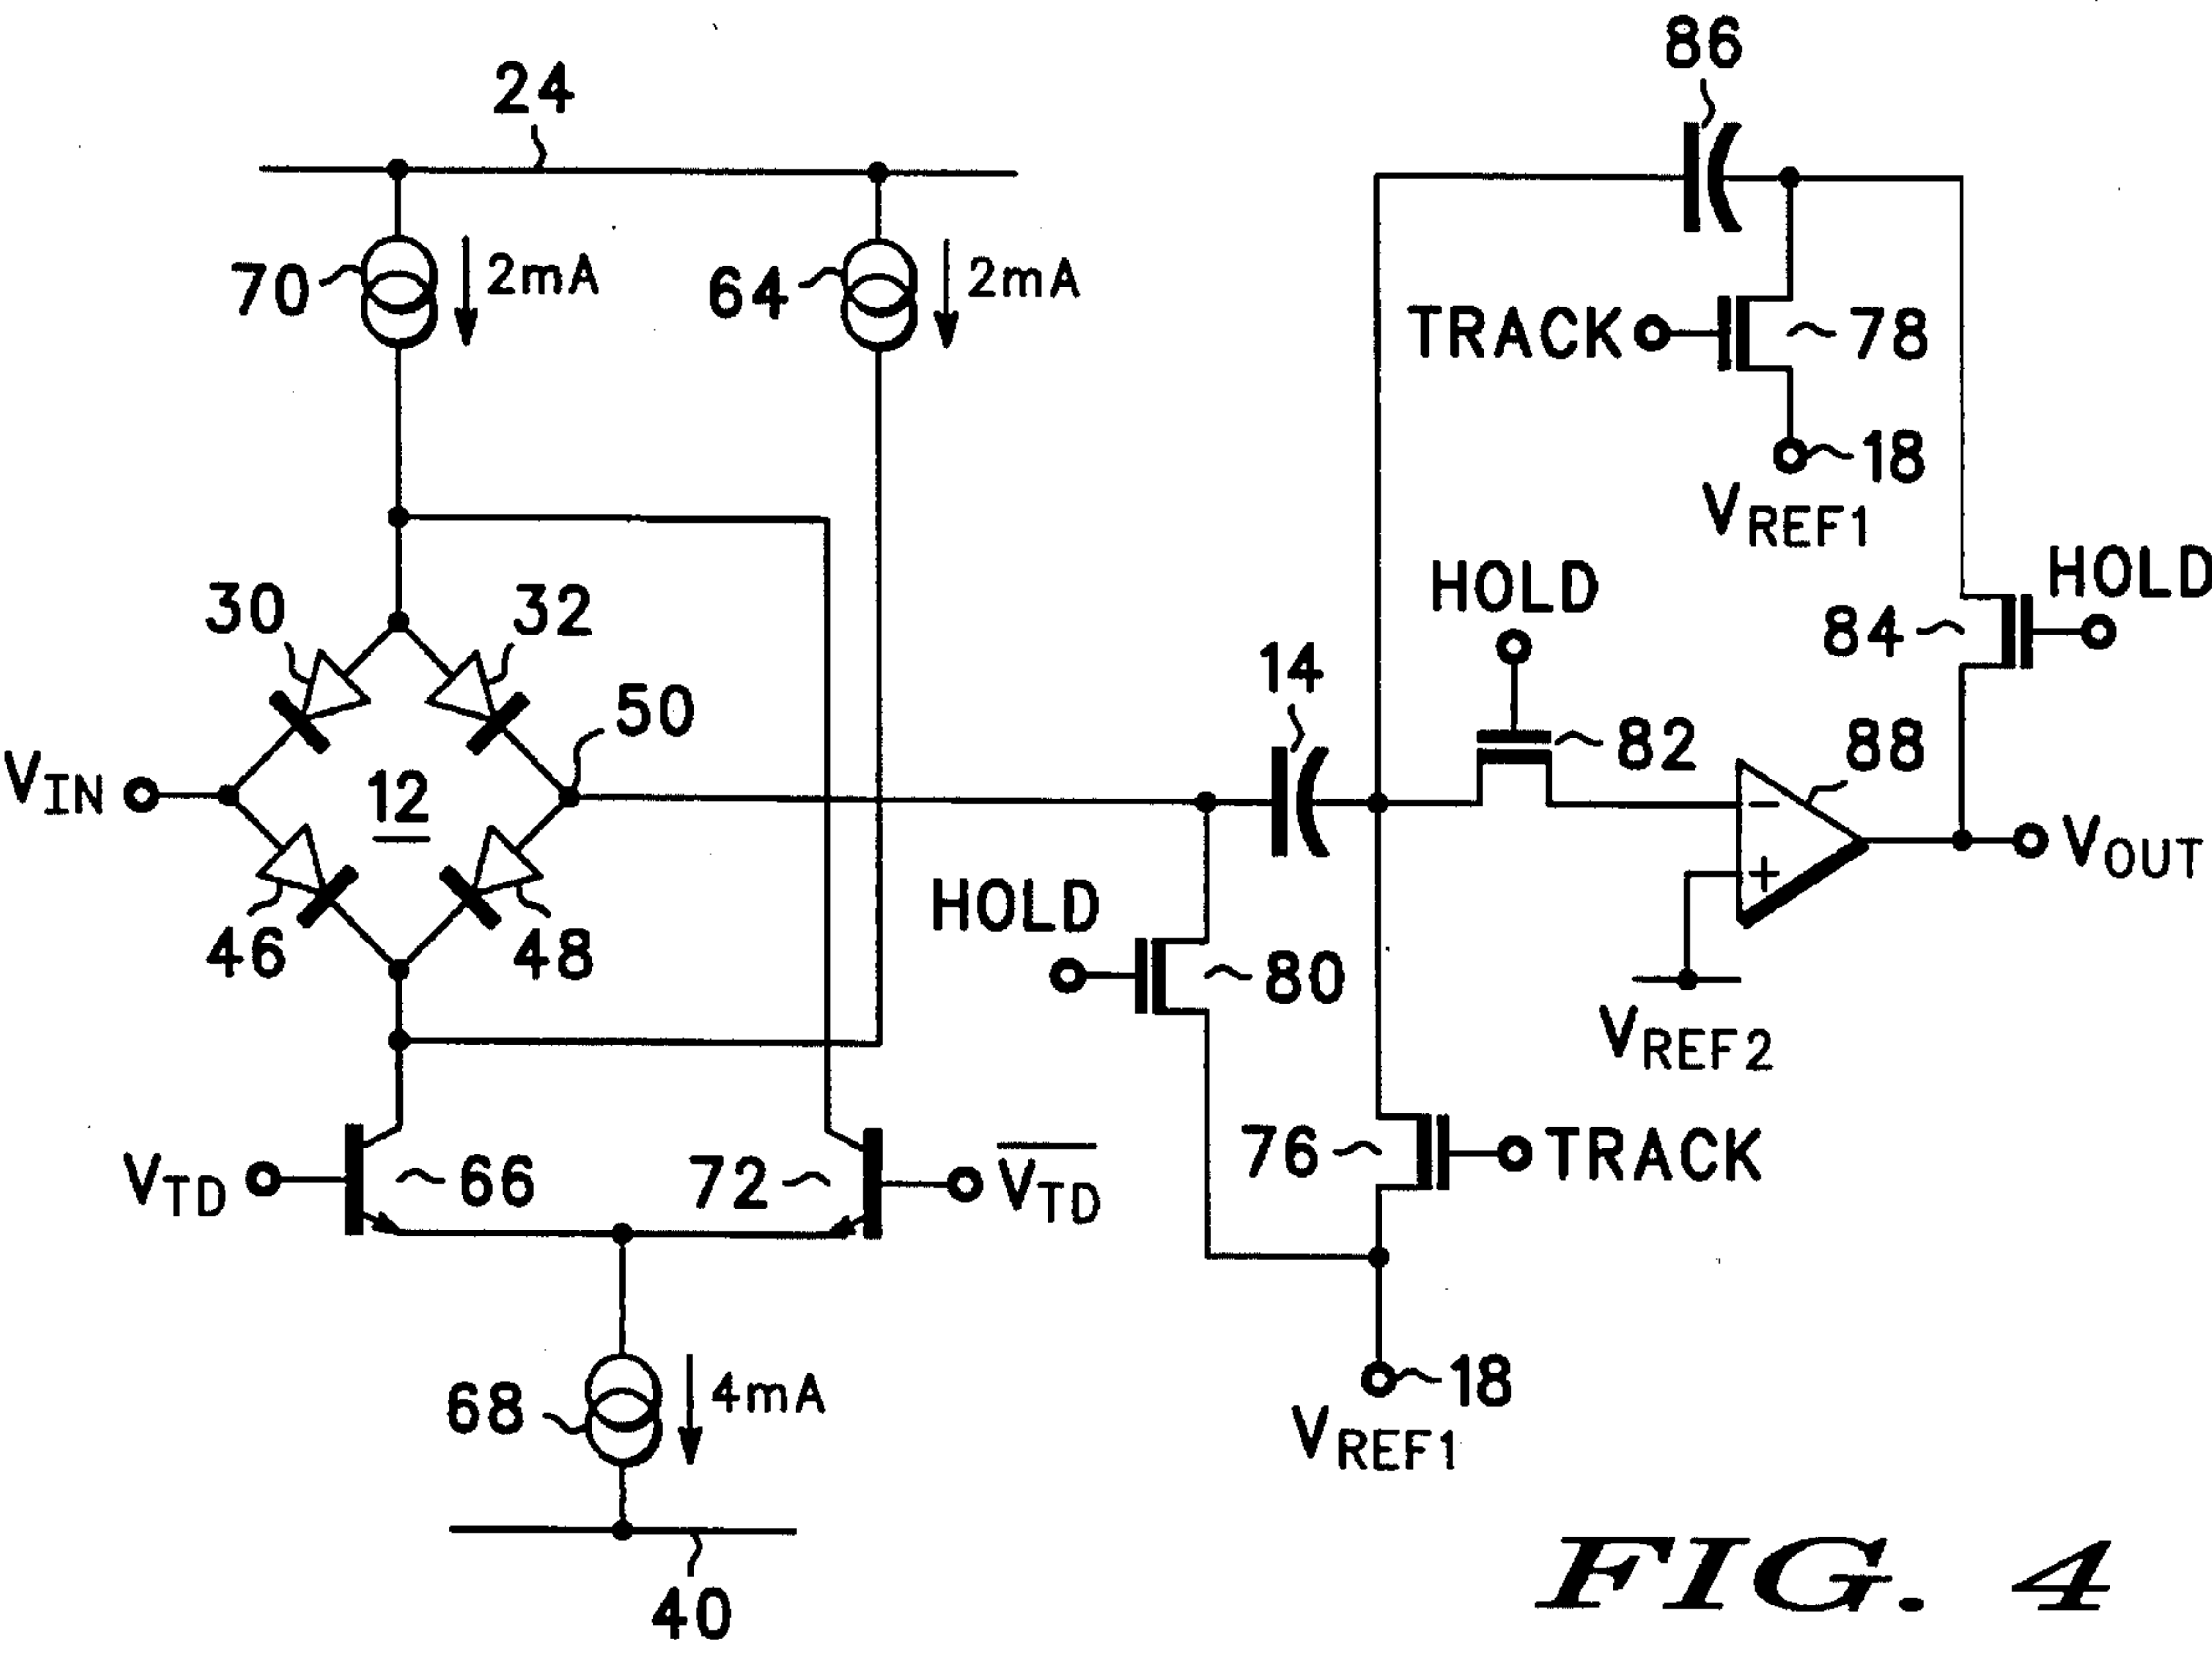 86
24
70
2mA
64
2mA
TRACK
78
18
VREF1
30
32
HOLD
HOLD
84
14
50
82
88
VIN
12
VOUT
HOLD
46
48
80
VREF2
76
TRACK
VTD
66
72
VTD
68
4mA
18
VREF1
40
FIG. 4